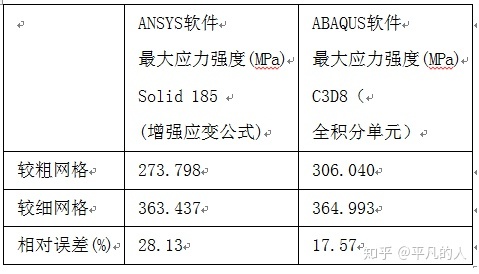 ANSYS软件 ABAQUS软件
最大应力强度(MPa) 最大应力强度(MPa)
Solid 185 C3D8（
(增强应变公式) 全积分单元）
较粗网格 273.798 306.040
较细网格 363.437 364.993
相对误差(%) 28.13 17.57
知乎 @平凡的人